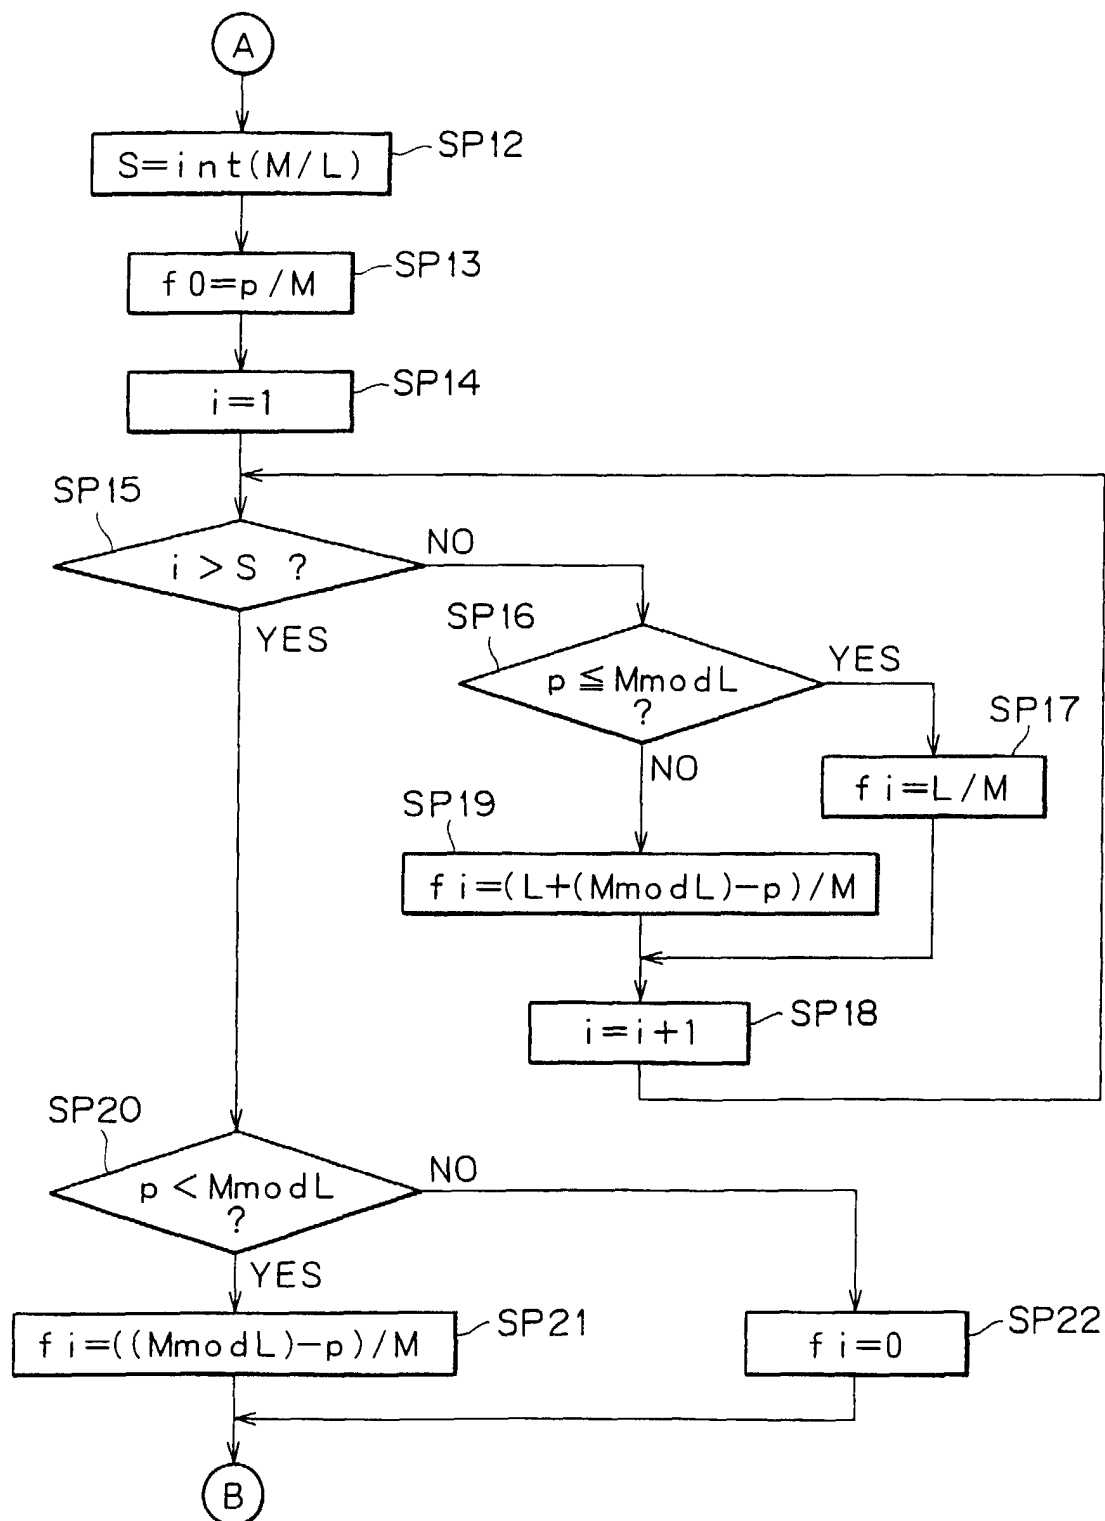 A
S=int(M/L)
SP12
f0=p/M
SP13
i=1
SP14
SP15
i>S ?
NO
YES
SP16
p≦MmodL
?
YES
NO
SP17
fi=L/M
SP19
fi=(L+(MmodL)-p)/M
i=i+1
SP18
SP20
p<MmodL
?
NO
YES
fi=((MmodL)-p)/M
SP21
fi=0
SP22
B